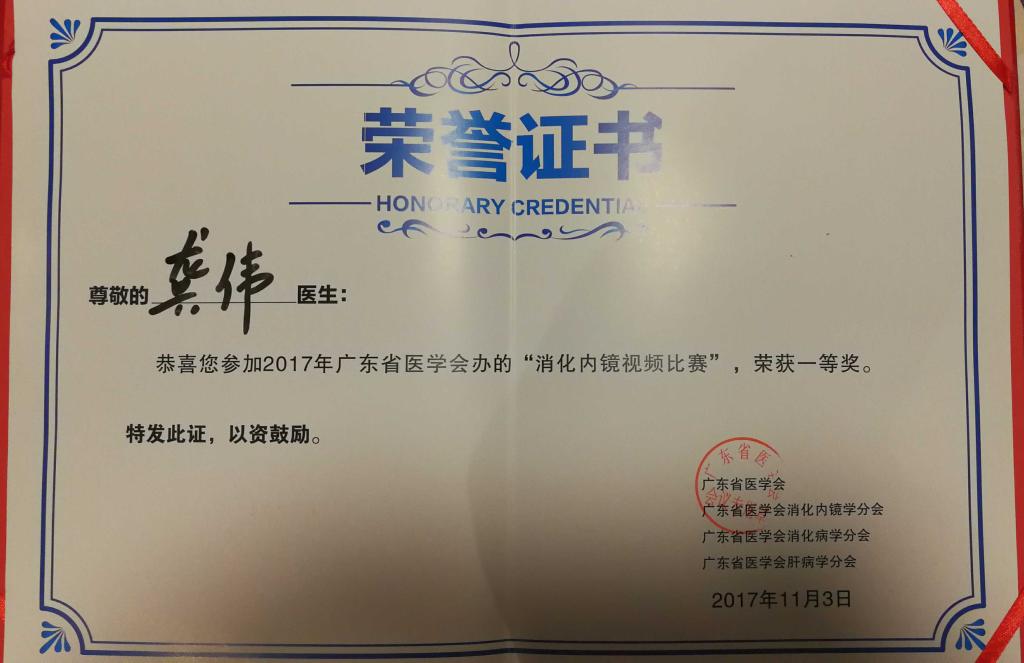 荣誉证书
HONORARY CREDENTIAL
尊敬的龚伟医生：
恭喜您参加2017年广东省医学会办的“消化内镜视频比赛”，荣获一等奖。
特发此证，以资鼓励。
广东省医
广东省医学会
广东省医学会消化内镜学分会
广东省医学会消化病学分会
广东省医学会肝病学分会
2017年11月3日